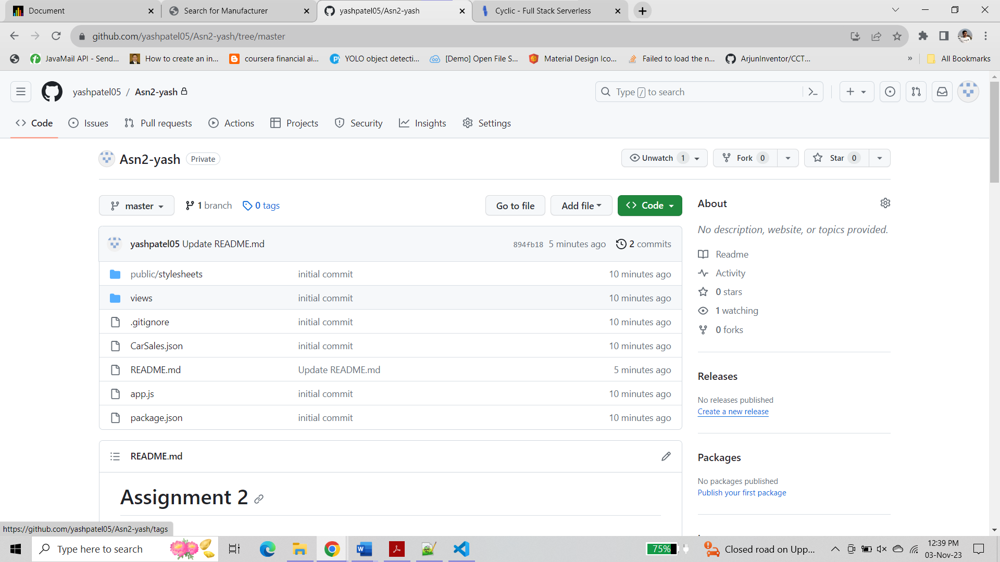 Document
Search for Manufacturer
yashpatel05/Asn2-yash
Cyclic - Full Stack Serverless
github.com/yashpatel05/Asn2-yash/tree/master
JavaMail API - Send...
How to create an in...
coursera financial ai...
YOLO object detecti...
[Demo] Open File S...
Material Design Ico...
Failed to load the n...
ArjunInventor/CCT...
»
All Bookmarks
yashpatel05 / Asn2-yash
Type / to search
Code
Issues
Pull requests
Actions
Projects
Security
Insights
Settings
Asn2-yash Private
Unwatch 1
Fork 0
Star 0
master
1 branch
0 tags
Go to file
Add file
Code
yashpatel05 Update README.md 894fb18 5 minutes ago 2 commits
public/stylesheets initial commit 10 minutes ago
views initial commit 10 minutes ago
.gitignore initial commit 10 minutes ago
CarSales.json initial commit 10 minutes ago
README.md Update README.md 5 minutes ago
app.js initial commit 10 minutes ago
package.json initial commit 10 minutes ago
README.md
Assignment 2
About
No description, website, or topics provided.
Readme
Activity
0 stars
1 watching
0 forks
Releases
No releases published
Create a new release
Packages
No packages published
Publish your first package
https://github.com/yashpatel05/Asn2-yash/tags
Type here to search
75%
Closed road on Upp...
12:39 PM
03-Nov-23